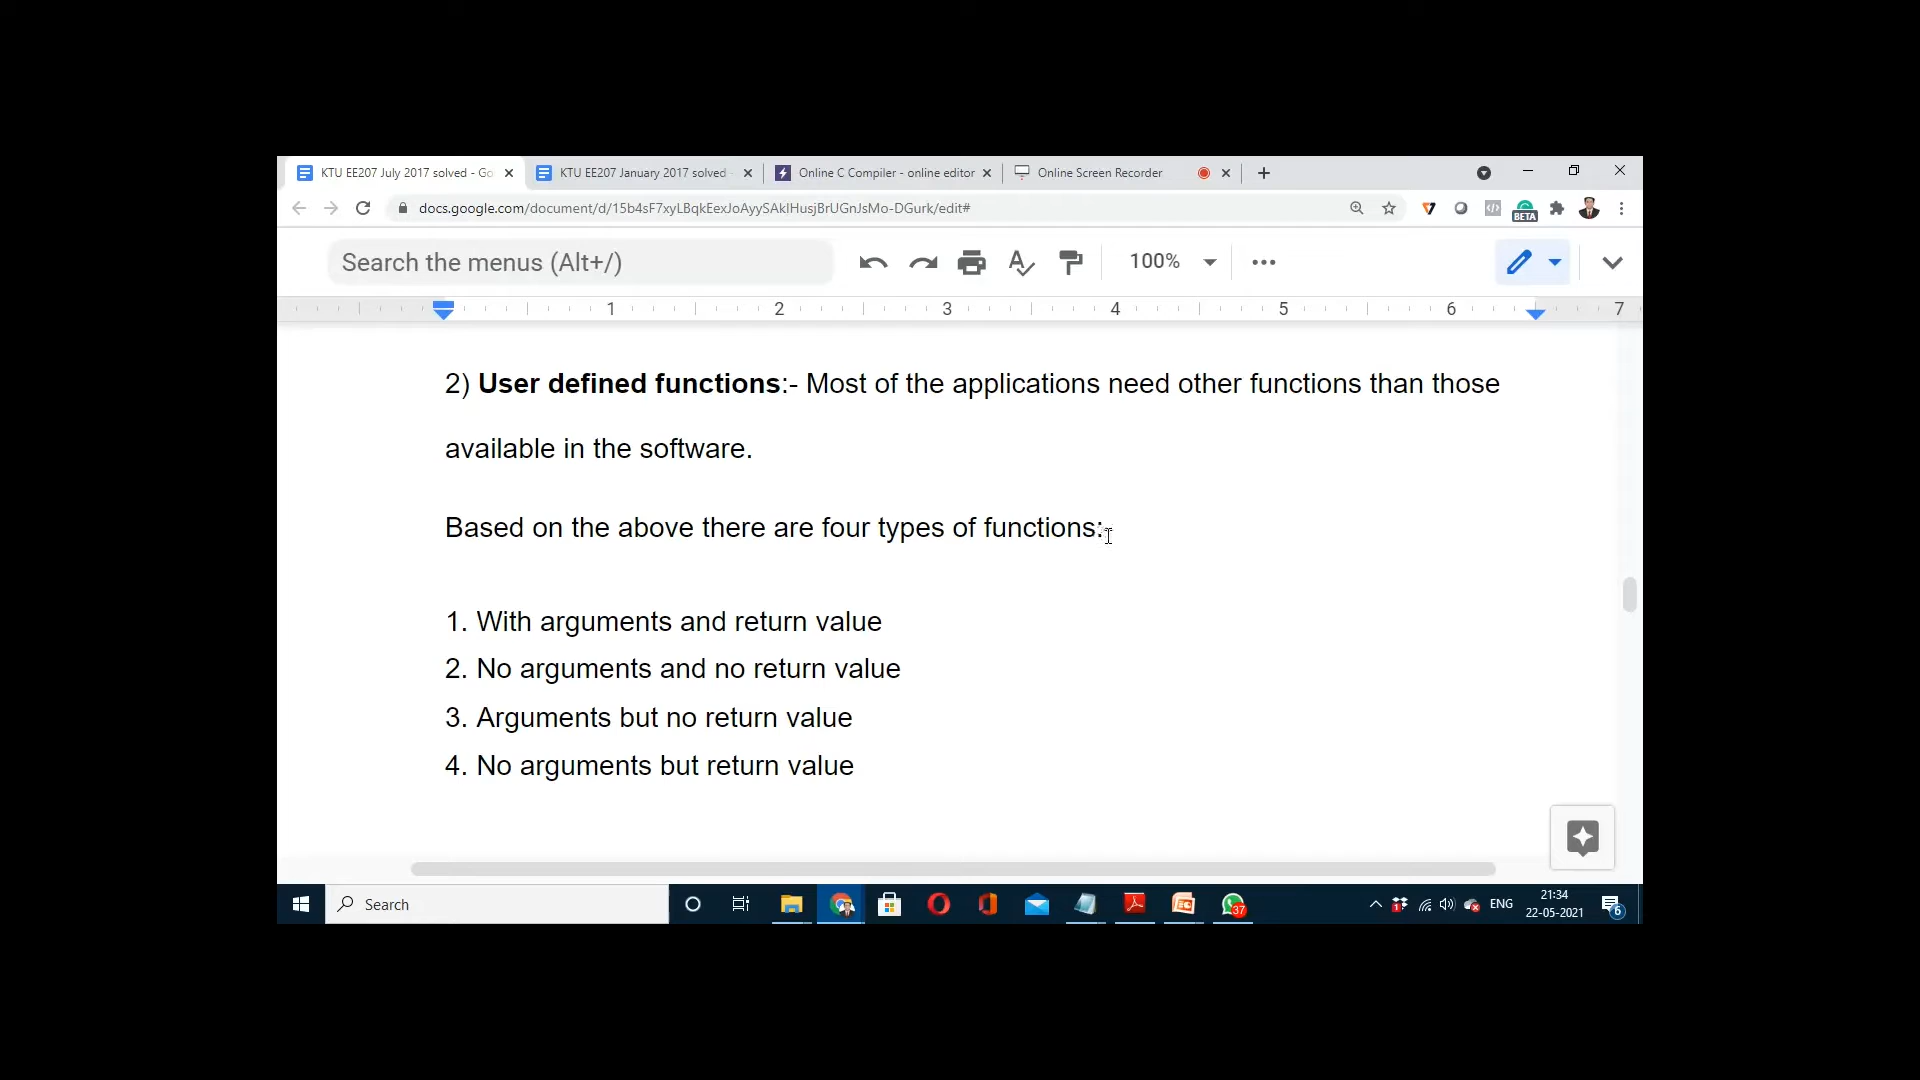 KTU EE207 July 2017 solved - Go
KTU EE207 January 2017 solved -
Online C Compiler - online editor
Online Screen Recorder
docs.google.com/document/d/15b4sF7xyLBqkEexJoAyySAkIHusjBrUGnJsMo-DGurk/edit#
BETA
Search the menus (Alt+/)
100%
1 2 3 4 5 6 7
2) User defined functions:- Most of the applications need other functions than those
available in the software.
Based on the above there are four types of functions:
1. With arguments and return value
2. No arguments and no return value
3. Arguments but no return value
4. No arguments but return value
Search
37
1
ENG
21:34
22-05-2021
6